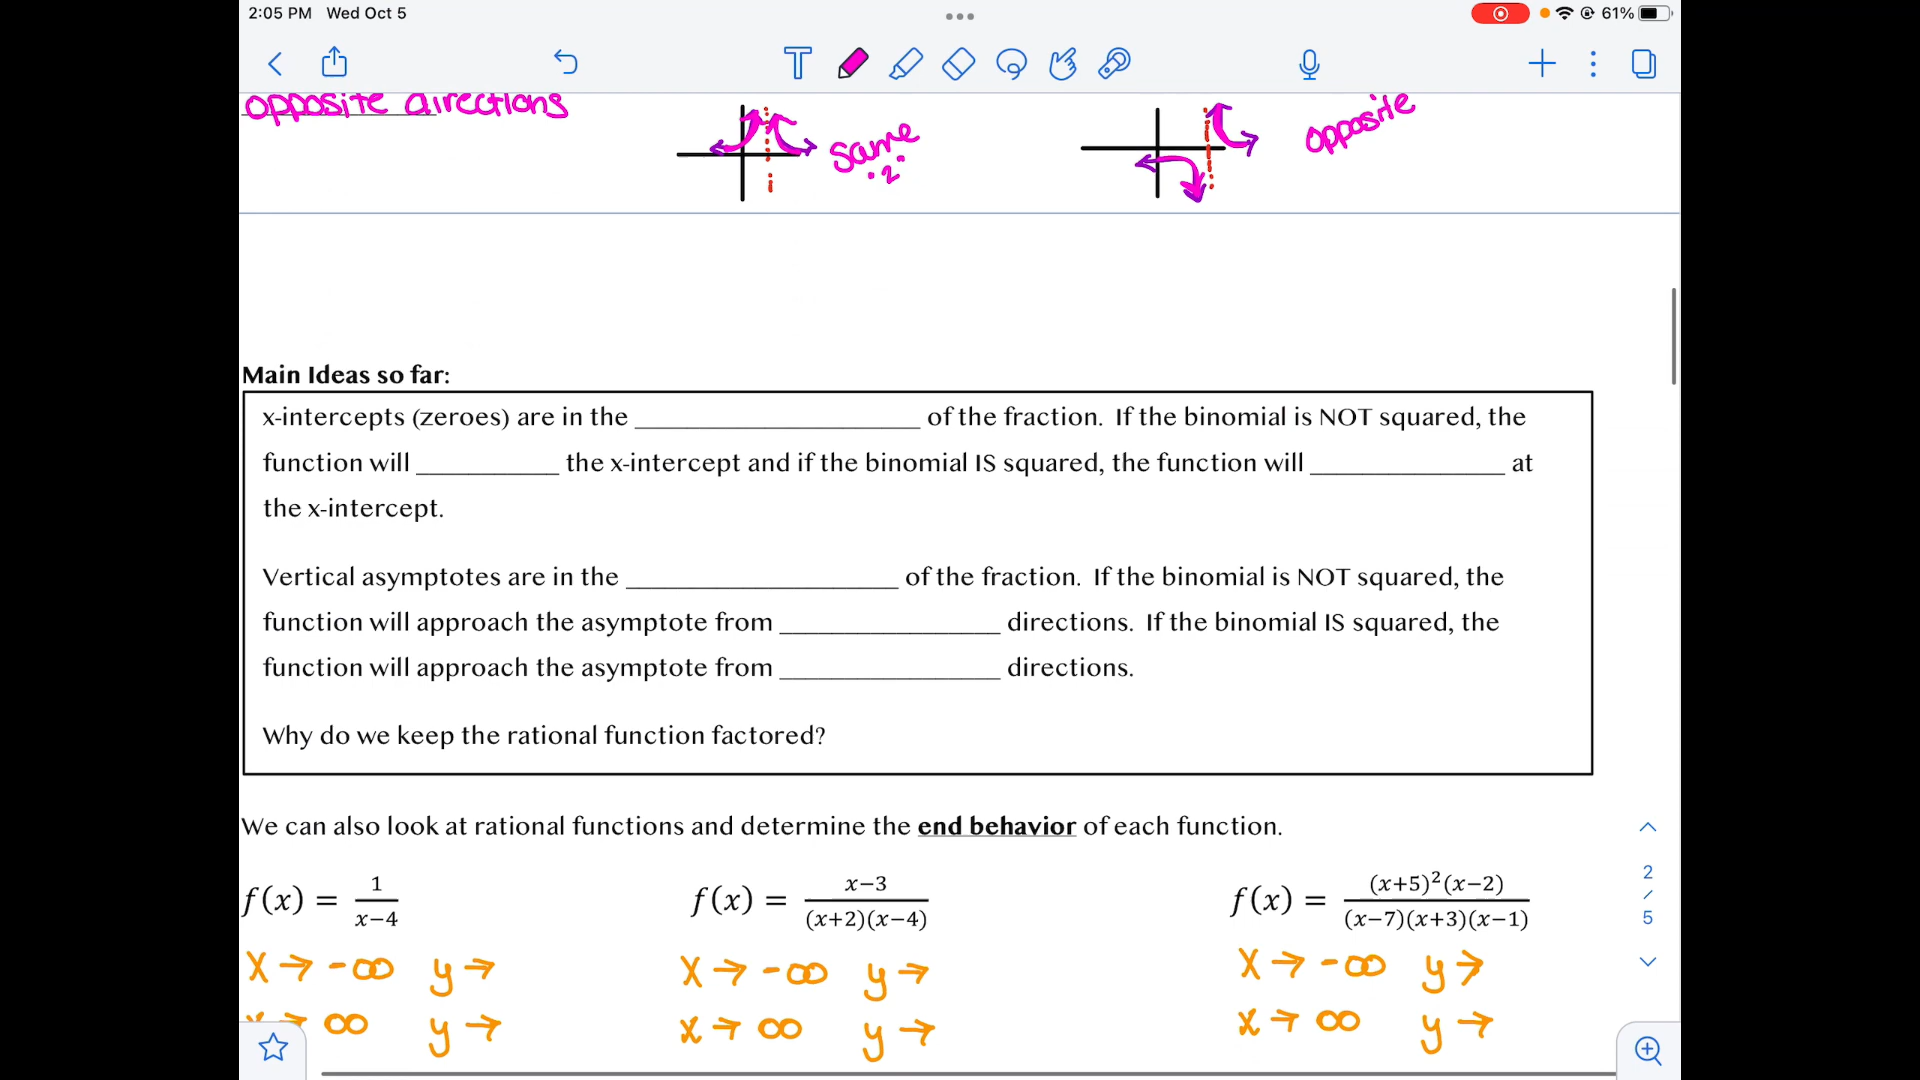 2:05 PM Wed Oct 5 61%
opposite directions
same
.2
opposite
Main Ideas so far:
x-intercepts (zeroes) are in the ______________________ of the fraction. If the binomial is NOT squared, the
function will ___________ the x-intercept and if the binomial IS squared, the function will _______________ at
the x-intercept.
Vertical asymptotes are in the _____________________ of the fraction. If the binomial is NOT squared, the
function will approach the asymptote from _________________ directions. If the binomial IS squared, the
function will approach the asymptote from _________________ directions.
Why do we keep the rational function factored?
We can also look at rational functions and determine the end behavior of each function.
f(x) = 1/(x−4) f(x) = (x−3)/((x+2)(x−4)) f(x) = ((x+5)²(x−2))/((x−7)(x+3)(x−1))
x → -∞ y → x → -∞ y → x → -∞ y →
x → ∞ y → x → ∞ y → x → ∞ y →
2
/
5